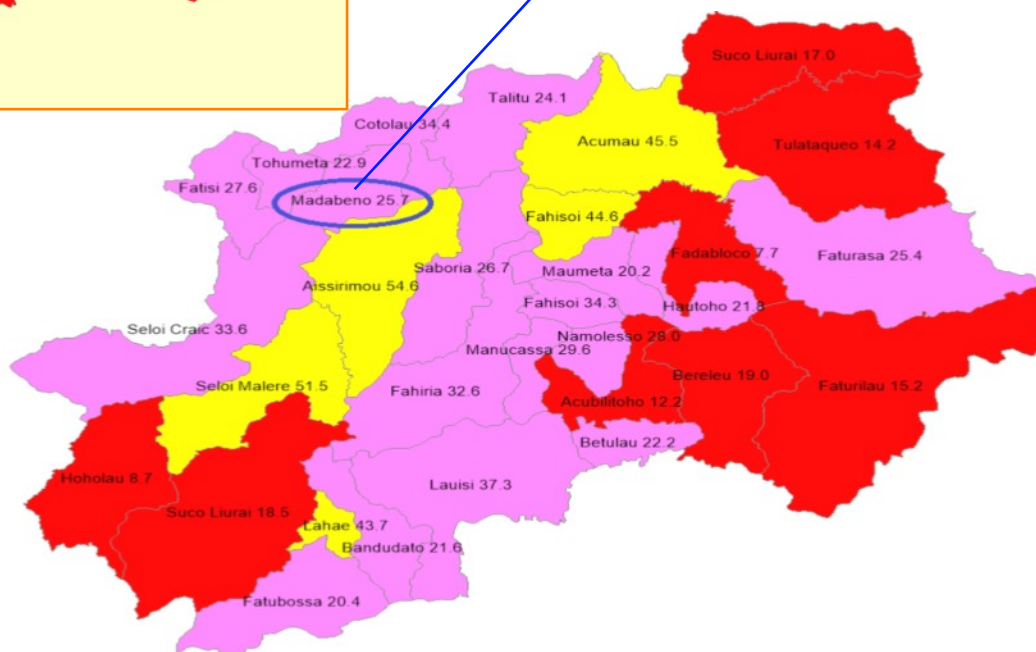 Suco Liurai 17.0
Talitu 24.1
Cotolau 34.4
Acumau 45.5
Tulataqueo 14.2
Tohumeta 22.9
Fatisi 27.6
Madabeno 25.7
Fahisoi 44.6
Fadabloco 7.7
Faturasa 25.4
Saboria 26.7
Maumeta 20.2
Aissirimou 54.6
Fahisoi 34.3
Hautoho 21.8
Seloi Craic 33.6
Namolesso 28.0
Manucassa 29.6
Bereleu 19.0
Seloi Malere 51.5
Fahiria 32.6
Faturilau 15.2
Acubilitoho 12.2
Betulau 22.2
Hoholau 8.7
Lauisi 37.3
Suco Liurai 18.5
Lahae 43.7
Bandudato 21.6
Fatubossa 20.4